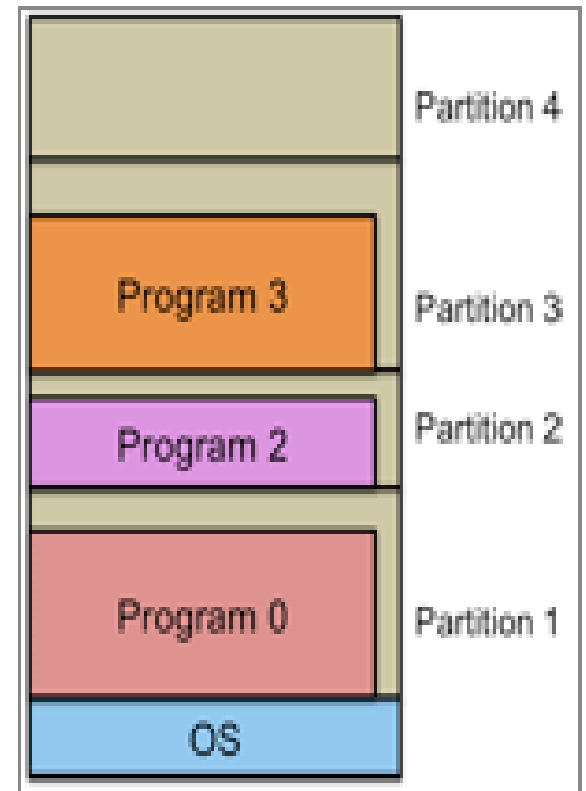 Partition 4
Program 3
Partition 3
Partition 2
Program 2
Program 0
Partition 1
OS